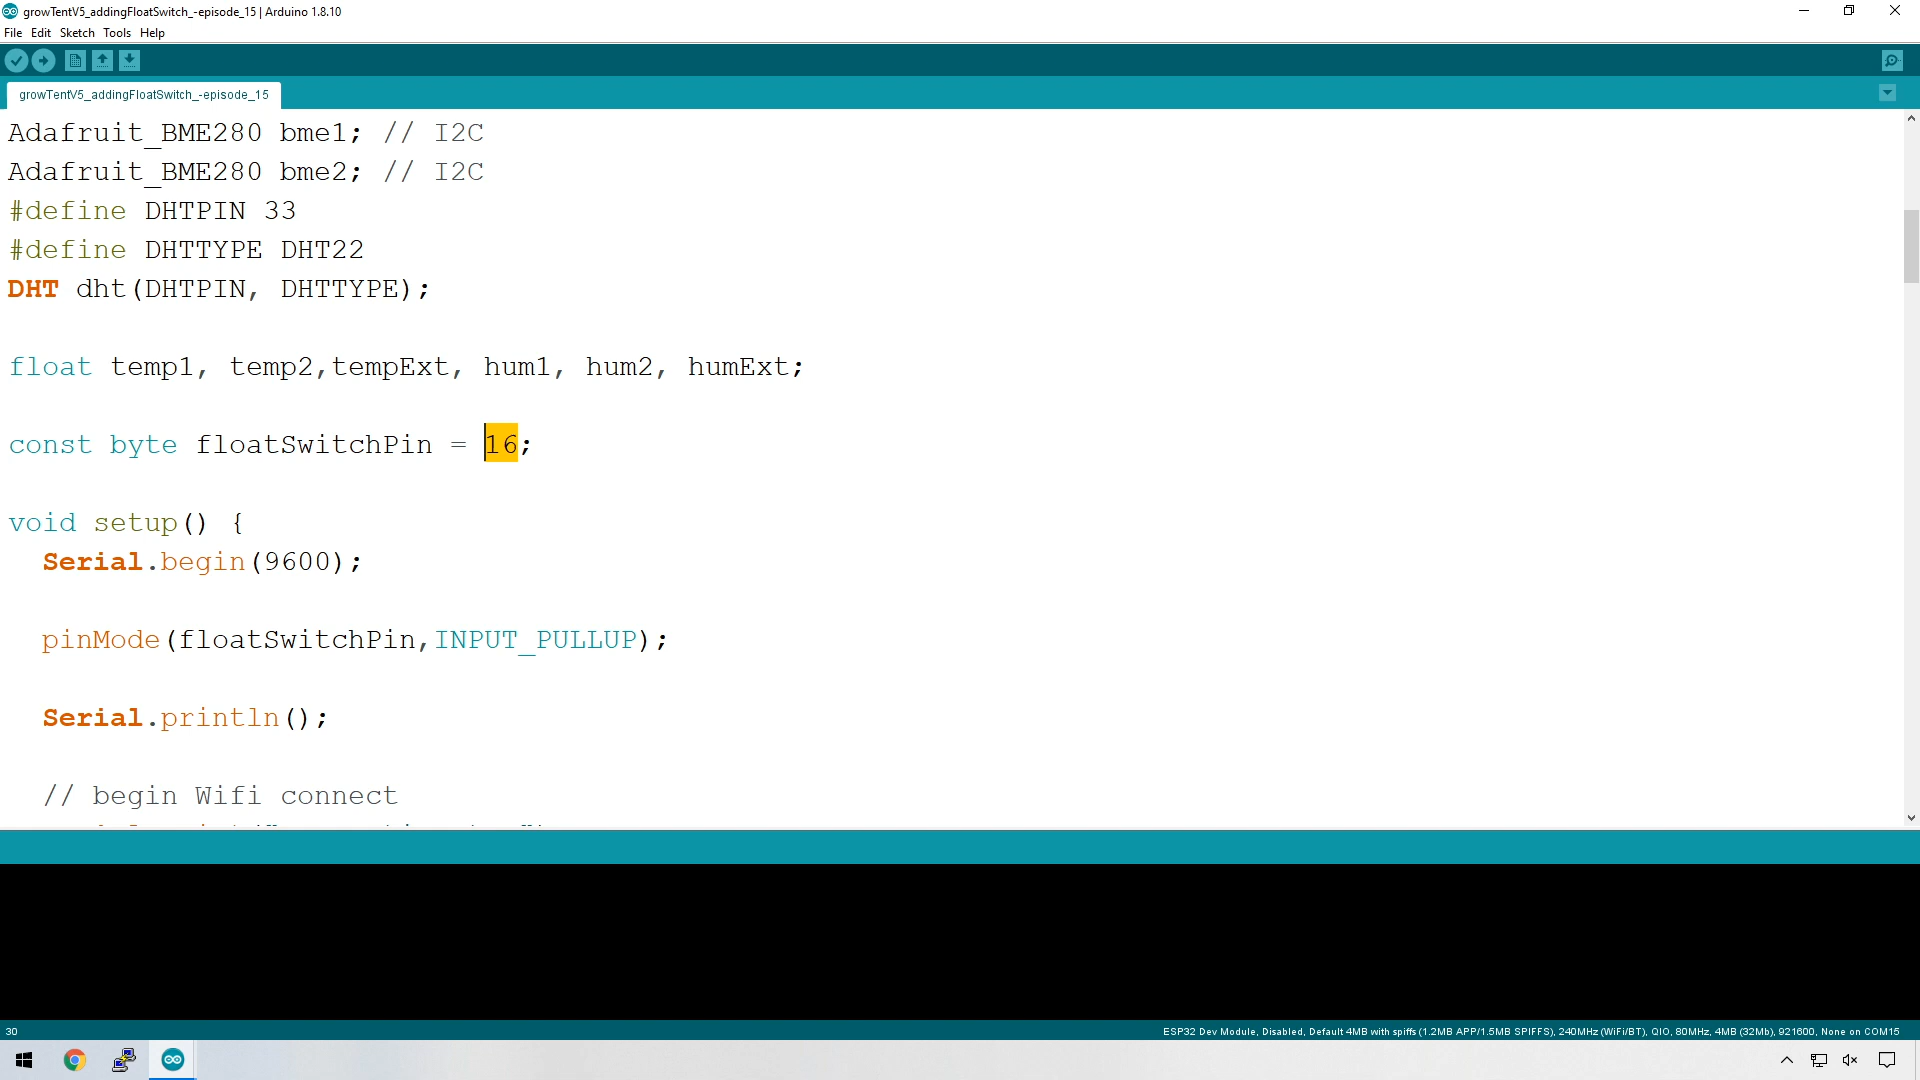 growTentV5_addingFloatSwitch_-episode_15 | Arduino 1.8.10
File Edit Sketch Tools Help
growTentV5_addingFloatSwitch_-episode_15
Adafruit_BME280 bme1; // I2C
Adafruit_BME280 bme2; // I2C
#define DHTPIN 33
#define DHTTYPE DHT22
DHT dht(DHTPIN, DHTTYPE);
float temp1, temp2,tempExt, hum1, hum2, humExt;
const byte floatSwitchPin = 16;
void setup() {
Serial.begin(9600);
pinMode(floatSwitchPin,INPUT_PULLUP);
Serial.println();
// begin Wifi connect
30
ESP32 Dev Module, Disabled, Default 4MB with spiffs (1.2MB APP/1.5MB SPIFFS), 240MHz (WiFi/BT), QIO, 80MHz, 4MB (32Mb), 921600, None on COM15